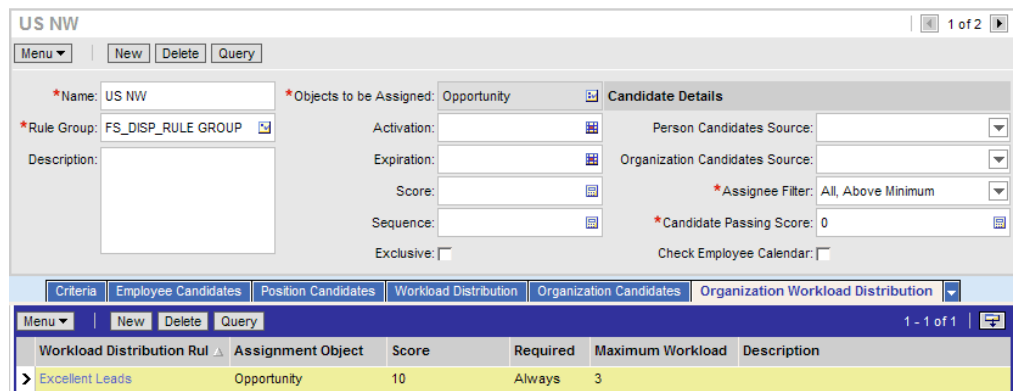 US NW 1 of 2
Menu New Delete Query
*Name: US NW *Objects to be Assigned: Opportunity Candidate Details
*Rule Group: FS_DISP_RULE GROUP Activation: Person Candidates Source:
Description: Expiration: Organization Candidates Source:
Score: *Assignee Filter: All, Above Minimum
Sequence: *Candidate Passing Score: 0
Exclusive: Check Employee Calendar:
Criteria Employee Candidates Position Candidates Workload Distribution Organization Candidates Organization Workload Distribution
Menu New Delete Query 1 - 1 of 1
Workload Distribution Rul Assignment Object Score Required Maximum Workload Description
Excellent Leads Opportunity 10 Always 3